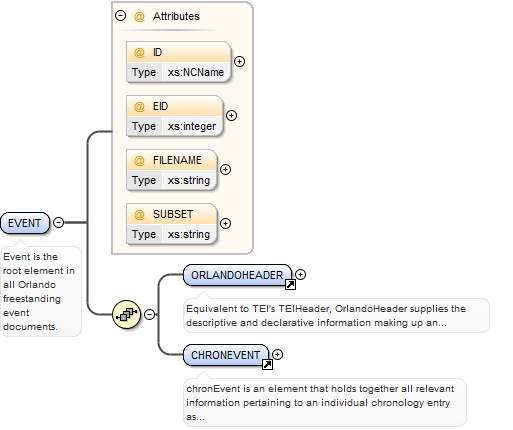 @ Attributes
@ ID
Type xs:NCName
@ EID
Type xs:integer
@ FILENAME
Type xs:string
@ SUBSET
Type xs:string
EVENT
Event is the
root element in
all Orlando
freestanding
event
documents.
ORLANDOHEADER
Equivalent to TEI's TEIHeader, OrlandoHeader supplies the
descriptive and declarative information making up an...
CHRONEVENT
chronEvent is an element that holds together all relevant
information pertaining to an individual chronology entry
as...